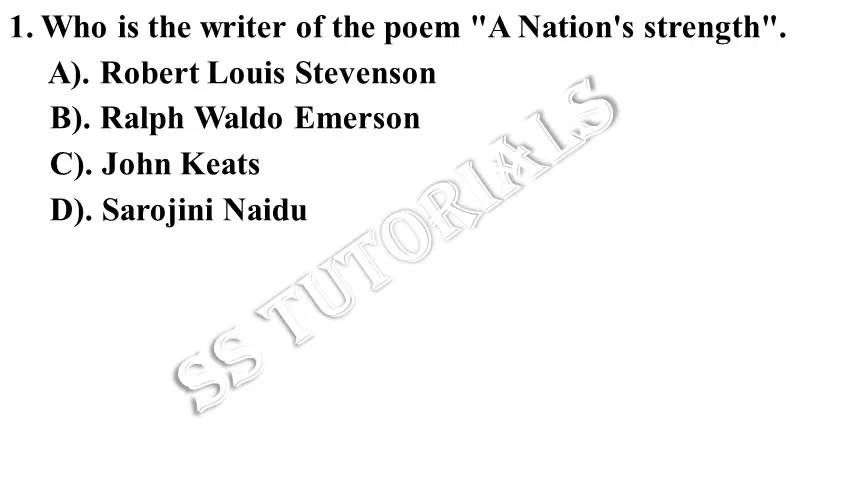 1. Who is the writer of the poem "A Nation's strength".
A). Robert Louis Stevenson
B). Ralph Waldo Emerson
C). John Keats
D). Sarojini Naidu
SS TUTORIALS